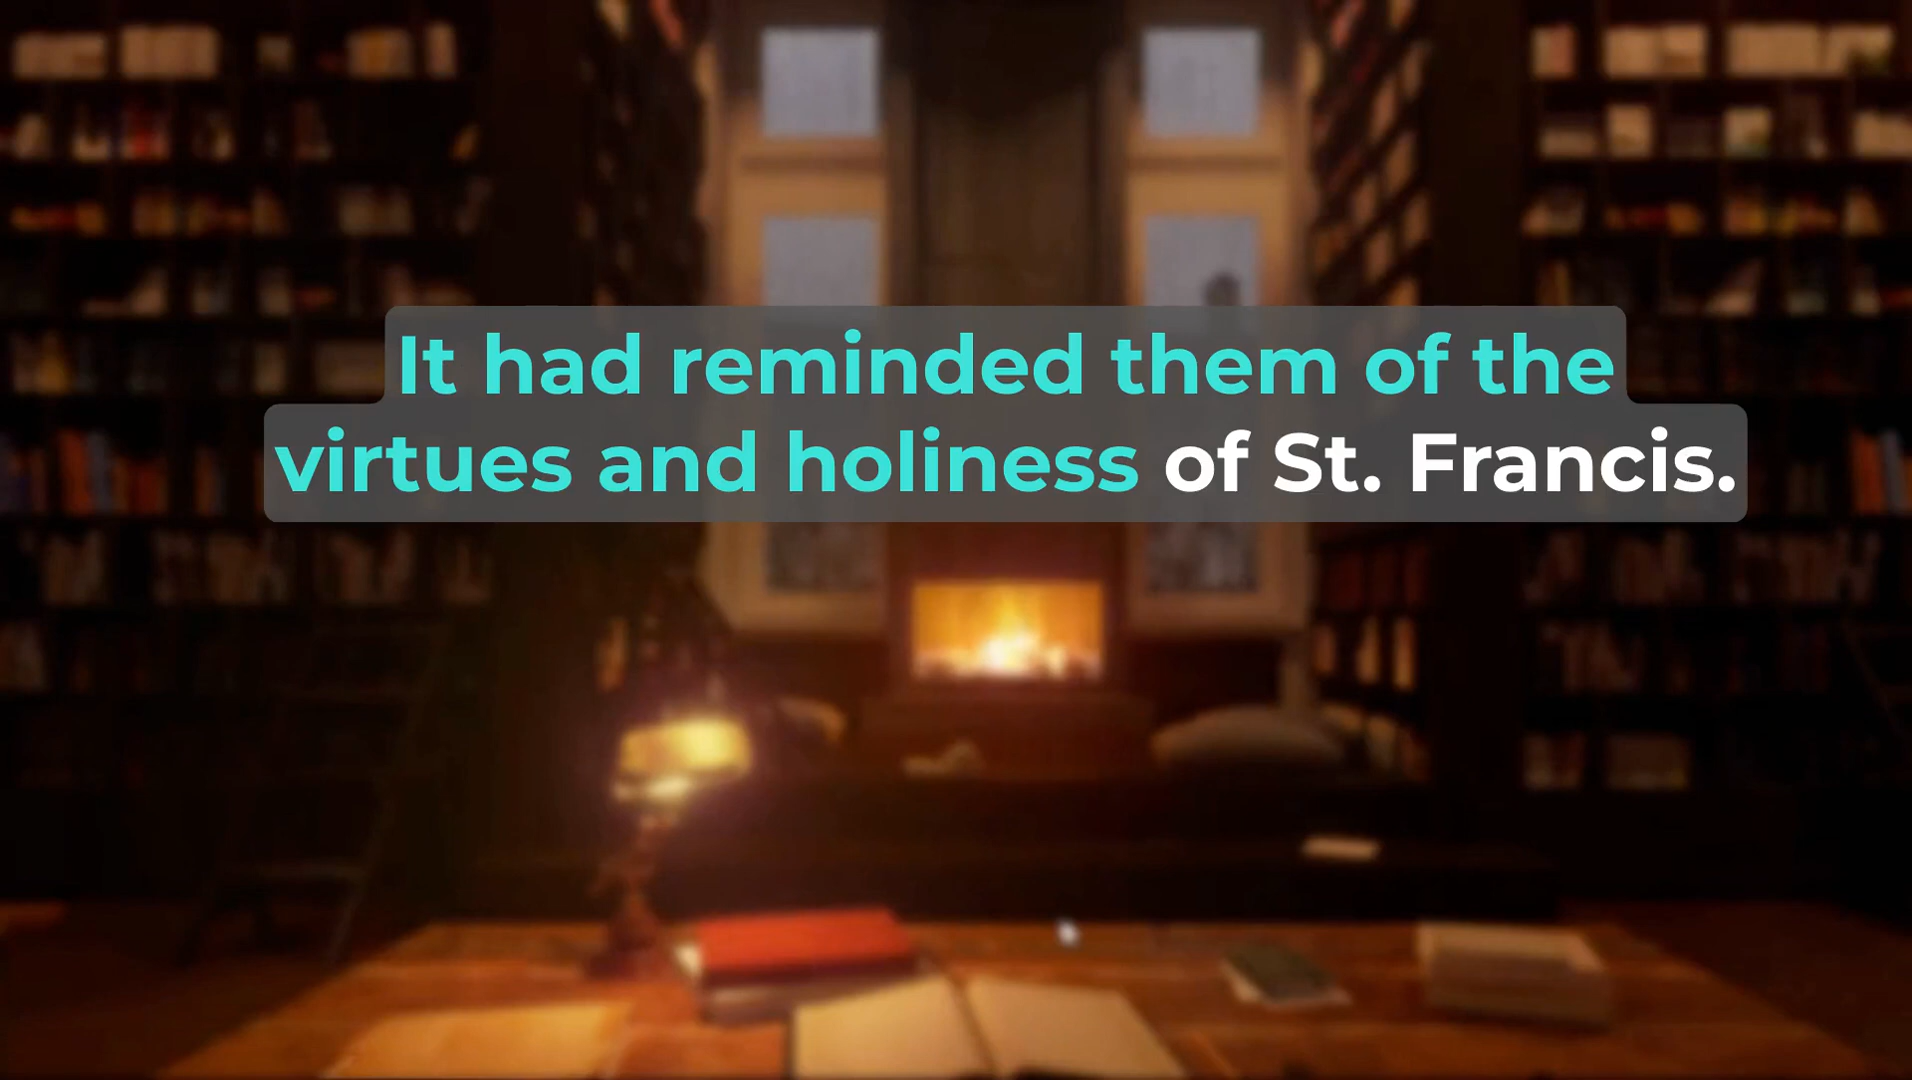 It had reminded them of the
virtues and holiness of St. Francis.